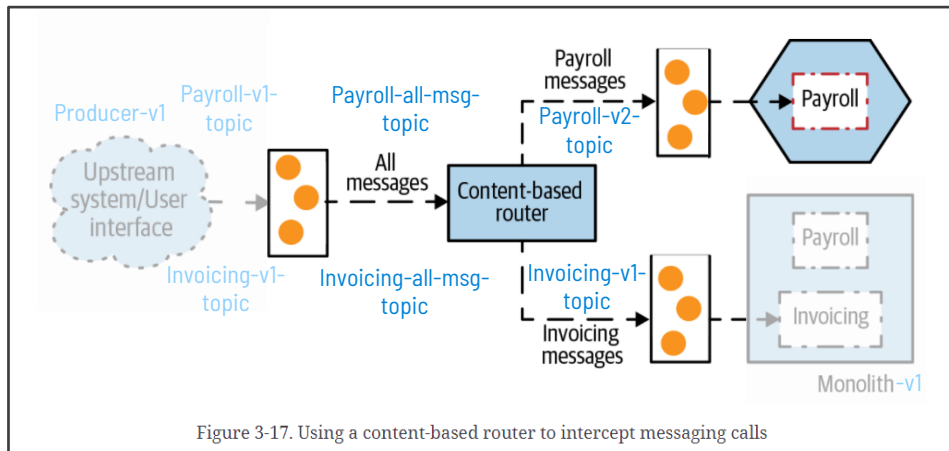 Producer-v1
Upstream
system/User
interface
Payroll-v1-
topic
Invoicing-v1-
topic
Payroll-all-msg-
topic
All
messages
Invoicing-all-msg-
topic
Content-based
router
Payroll
messages
Payroll-v2-
topic
Invoicing-v1-
topic
Invoicing
messages
Payroll
Payroll
Invoicing
Monolith-v1
Figure 3-17. Using a content-based router to intercept messaging calls